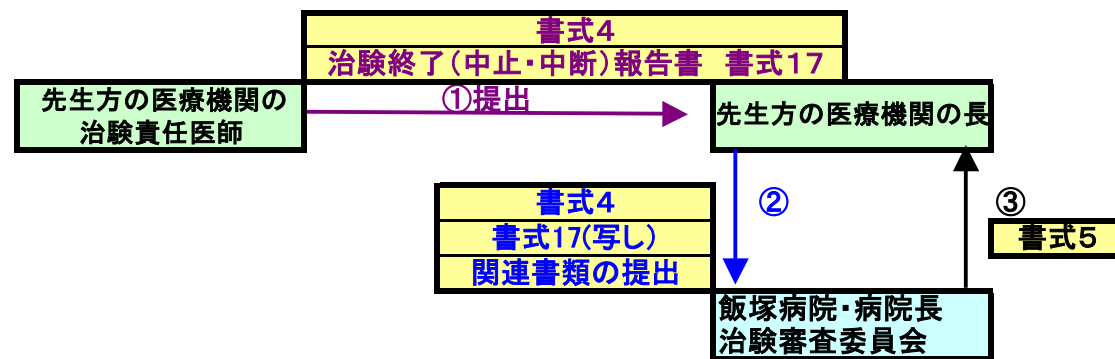 書式4
治験終了(中止・中断)報告書　書式17
①提出
先生方の医療機関の
治験責任医師
先生方の医療機関の長
書式4
書式17(写し)
関連書類の提出
②
③
書式5
飯塚病院・病院長
治験審査委員会